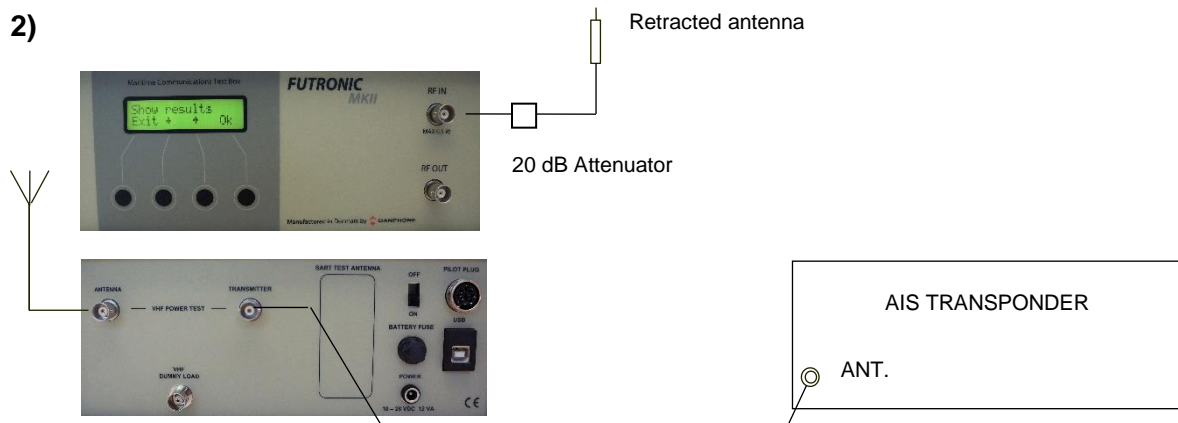 2)
Retracted antenna
Maritime Communications Test Box
FUTRONIC
MKII
RF IN
Show results
Exit ↓ ↑ Ok
20 dB Attenuator
RF OUT
Manufactured in Denmark by DANPHONE
SART TEST ANTENNA
OFF
PILOT PLUG
ANTENNA
TRANSMITTER
VHF POWER TEST
ON
USB
BATTERY FUSE
VHF
DUMMY LOAD
POWER
10 – 28 VDC 12 VA
CE
AIS TRANSPONDER
ANT.